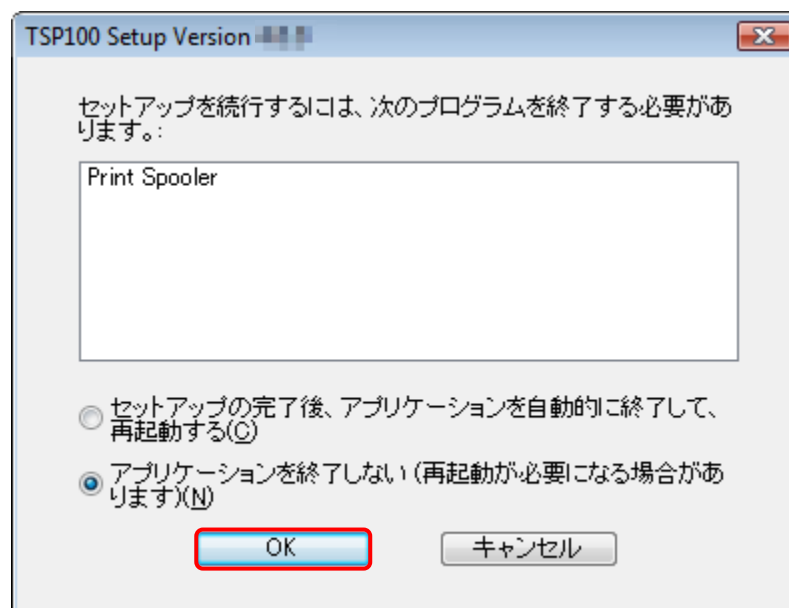 TSP100 Setup Version
セットアップを続行するには、次のプログラムを終了する必要があ
ります。:
Print Spooler
セットアップの完了後、アプリケーションを自動的に終了して、
再起動する(C)
アプリケーションを終了しない (再起動が必要になる場合があ
ります)(N)
OK
キャンセル